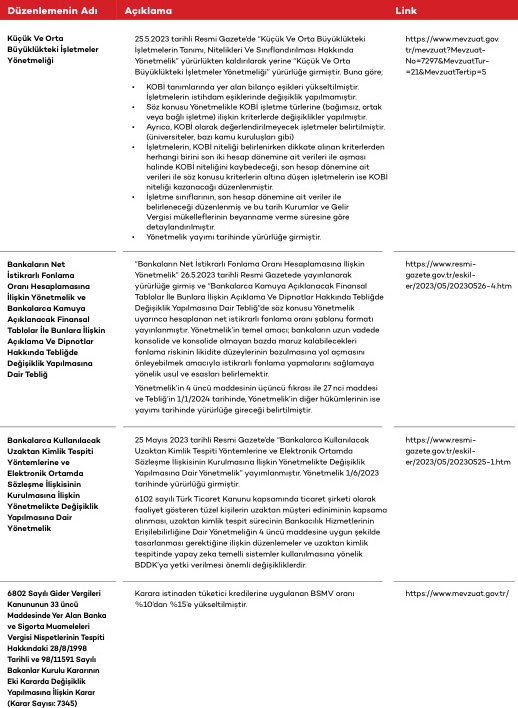 Düzenlemenin Adı
Açıklama
Link
Küçük Ve Orta
Büyüklükteki İşletmeler
Yönetmeliği
25.5.2023 tarihli Resmi Gazete’de “Küçük Ve Orta Büyüklükteki
İşletmelerin Tanımı, Nitelikleri Ve Sınıflandırılması Hakkında
Yönetmelik” yürürlükten kaldırılarak yerine “Küçük Ve Orta
Büyüklükteki İşletmeler Yönetmeliği” yürürlüğe girmiştir. Buna göre;
• KOBİ tanımlarında yer alan bilanço eşikleri yükseltilmiştir.
İşletmelerin istihdam eşiklerinde değişiklik yapılmamıştır.
• Söz konusu Yönetmelikle KOBİ işletme türlerine (bağımsız, ortak
veya bağlı işletme) ilişkin kriterlerde değişiklikler yapılmıştır.
• Ayrıca, KOBİ olarak değerlendirilmeyecek işletmeler belirtilmiştir.
(üniversiteler, bazı kamu kuruluşları gibi)
• İşletmelerin, KOBİ niteliği belirlenirken dikkate alınan kriterlerden
herhangi birini son iki hesap dönemine ait verileri ile aşması
halinde KOBİ niteliğini kaybedeceği, son hesap dönemine ait
verileri ile söz konusu kriterlerin altına düşen işletmelerin ise KOBİ
niteliği kazanacağı düzenlenmiştir.
• İşletme sınıflarının, son hesap dönemine ait veriler ile
belirleneceği düzenlenmiş ve bu tarih Kurumlar ve Gelir
Vergisi mükelleflerinin beyanname verme süresine göre
detaylandırılmıştır.
• Yönetmelik yayımı tarihinde yürürlüğe girmiştir.
https://www.mevzuat.gov.
tr/mevzuat?Mevzuat-
No=7297&MevzuatTur-
=21&MevzuatTertip=5
Bankaların Net
İstikrarlı Fonlama
Oranı Hesaplamasına
İlişkin Yönetmelik ve
Bankalarca Kamuya
Açıklanacak Finansal
Tablolar İle Bunlara İlişkin
Açıklama Ve Dipnotlar
Hakkında Tebliğde
Değişiklik Yapılmasına
Dair Tebliğ
“Bankaların Net İstikrarlı Fonlama Oranı Hesaplamasına İlişkin
Yönetmelik” 26.5.2023 tarihli Resmi Gazetede yayınlanarak
yürürlüğe girmiş ve “Bankalarca Kamuya Açıklanacak Finansal
Tablolar İle Bunlara İlişkin Açıklama Ve Dipnotlar Hakkında Tebliğde
Değişiklik Yapılmasına Dair Tebliğ”de söz konusu Yönetmelik
uyarınca hesaplanan net istikrarlı fonlama oranı şablonu formatı
yayınlanmıştır. Yönetmelik’in temel amacı; bankaların uzun vadede
konsolide ve konsolide olmayan bazda maruz kalabilecekleri
fonlama riskinin likidite düzeylerinin bozulmasına yol açmasını
önleyebilmek amacıyla istikrarlı fonlama yapmalarını sağlamaya
yönelik usul ve esasları belirlemektir.
Yönetmelik’in 4 üncü maddesinin üçüncü fıkrası ile 27 nci maddesi
ve Tebliğ’in 1/1/2024 tarihinde, Yönetmelik’in diğer hükümlerinin ise
yayımı tarihinde yürürlüğe gireceği belirtilmiştir.
https://www.resmi-
gazete.gov.tr/eskil-
er/2023/05/20230526-4.htm
Bankalarca Kullanılacak
Uzaktan Kimlik Tespiti
Yöntemlerine ve
Elektronik Ortamda
Sözleşme İlişkisinin
Kurulmasına İlişkin
Yönetmelikte Değişiklik
Yapılmasına Dair
Yönetmelik
25 Mayıs 2023 tarihli Resmi Gazete’de “Bankalarca Kullanılacak
Uzaktan Kimlik Tespiti Yöntemlerine ve Elektronik Ortamda
Sözleşme İlişkisinin Kurulmasına İlişkin Yönetmelikte Değişiklik
Yapılmasına Dair Yönetmelik” yayımlanmıştır. Yönetmelik 1/6/2023
tarihinde yürürlüğü girmiştir.
6102 sayılı Türk Ticaret Kanunu kapsamında ticaret şirketi olarak
faaliyet gösteren tüzel kişilerin uzaktan müşteri ediniminin kapsama
alınması, uzaktan kimlik tespit sürecinin Bankacılık Hizmetlerinin
Erişilebilirliğine Dair Yönetmeliğin 4 üncü maddesine uygun şekilde
tasarlanması gerektiğine ilişkin düzenlemeler ve uzaktan kimlik
tespitinde yapay zeka temelli sistemler kullanılmasına yönelik
BDDK’ya yetki verilmesi önemli değişikliklerdir.
https://www.resmi-
gazete.gov.tr/eskil-
er/2023/05/20230525-1.htm
6802 Sayılı Gider Vergileri
Kanununun 33 üncü
Maddesinde Yer Alan Banka
ve Sigorta Muameleleri
Vergisi Nispetlerinin Tespiti
Hakkındaki 28/8/1998
Tarihli ve 98/11591 Sayılı
Bakanlar Kurulu Kararının
Eki Kararda Değişiklik
Yapılmasına İlişkin Karar
(Karar Sayısı: 7345)
Karara istinaden tüketici kredilerine uygulanan BSMV oranı
%10’dan %15’e yükseltilmiştir.
https://www.mevzuat.gov.tr/